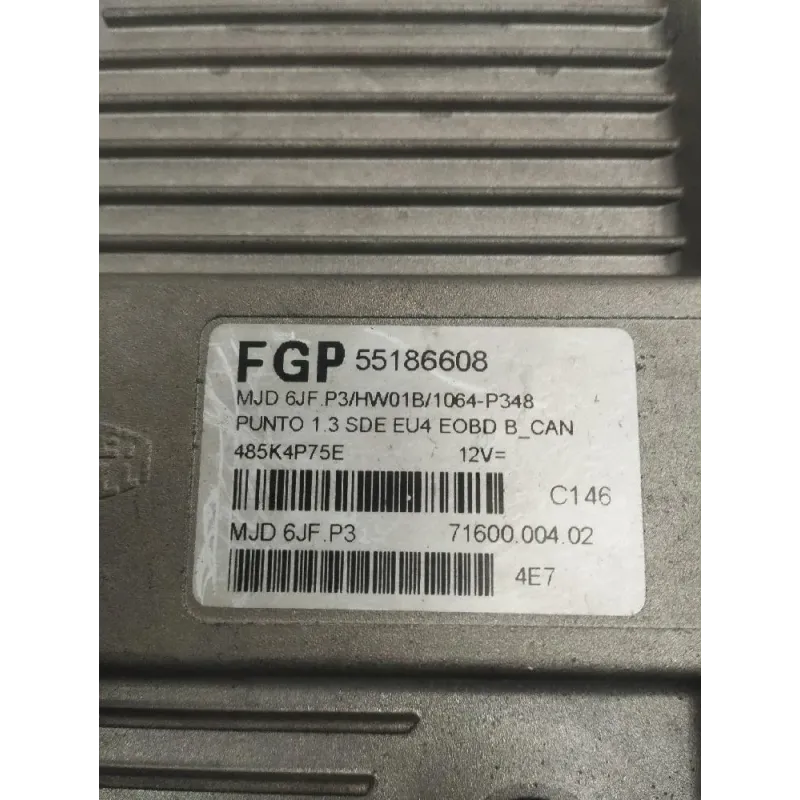 FGP 55186608
MJD 6JF.P3/HW01B/1064-P348
PUNTO 1.3 SDE EU4 EOBD B_CAN
485K4P75E 12V=
C146
MJD 6JF.P3 71600.004.02
4E7